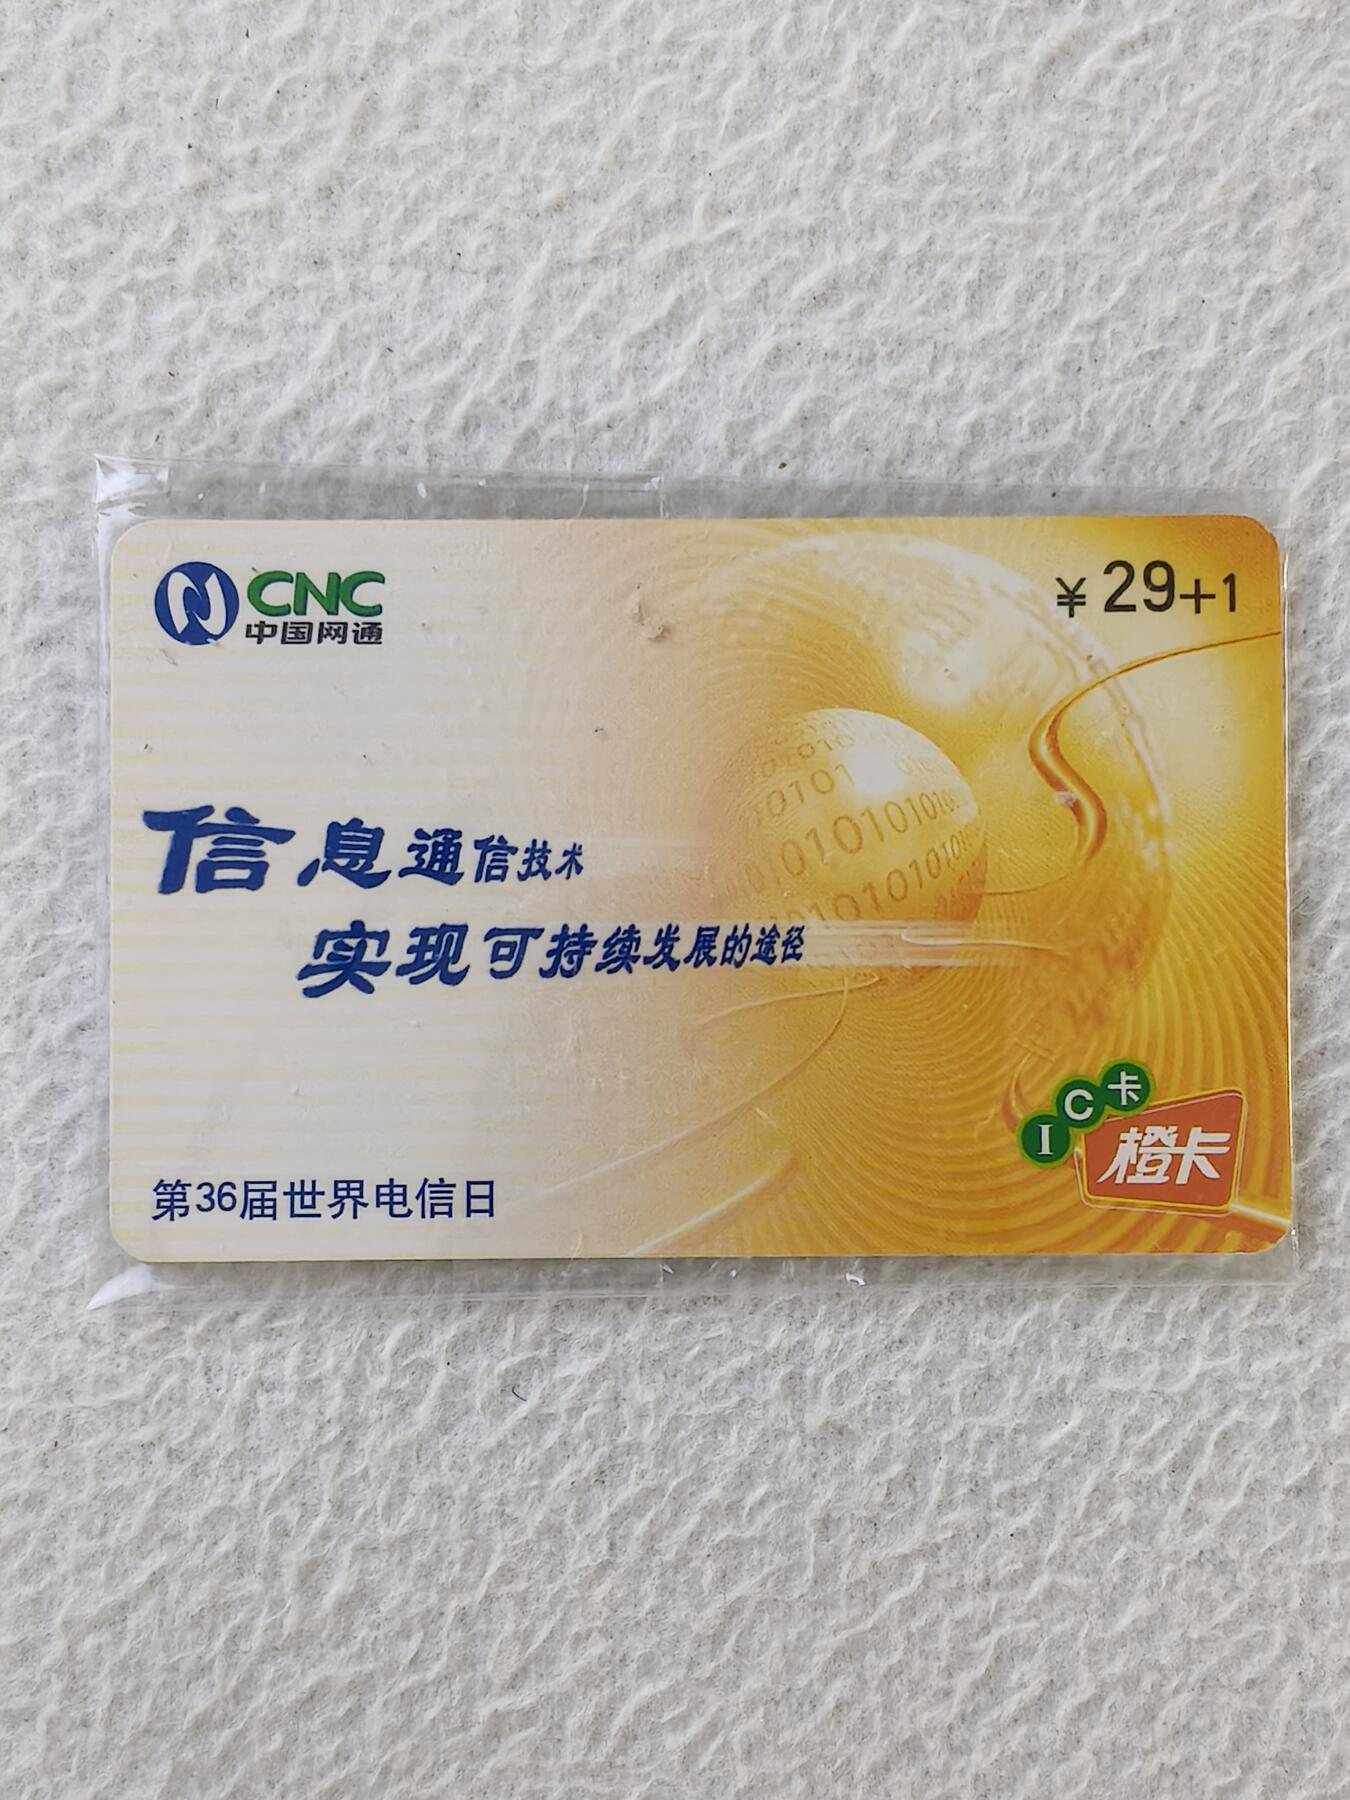 CNC
中国网通
¥29+1
信息通信技术
实现可持续发展的途径
IC卡
橙卡
第36届世界电信日